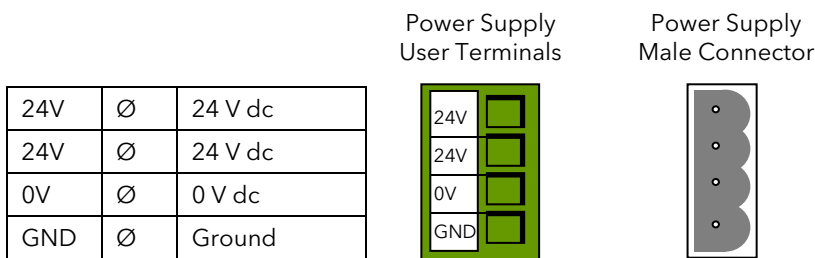 Power Supply
User Terminals
Power Supply
Male Connector
24V Ø 24 V dc
24V Ø 24 V dc
0V Ø 0 V dc
GND Ø Ground
24V
24V
0V
GND